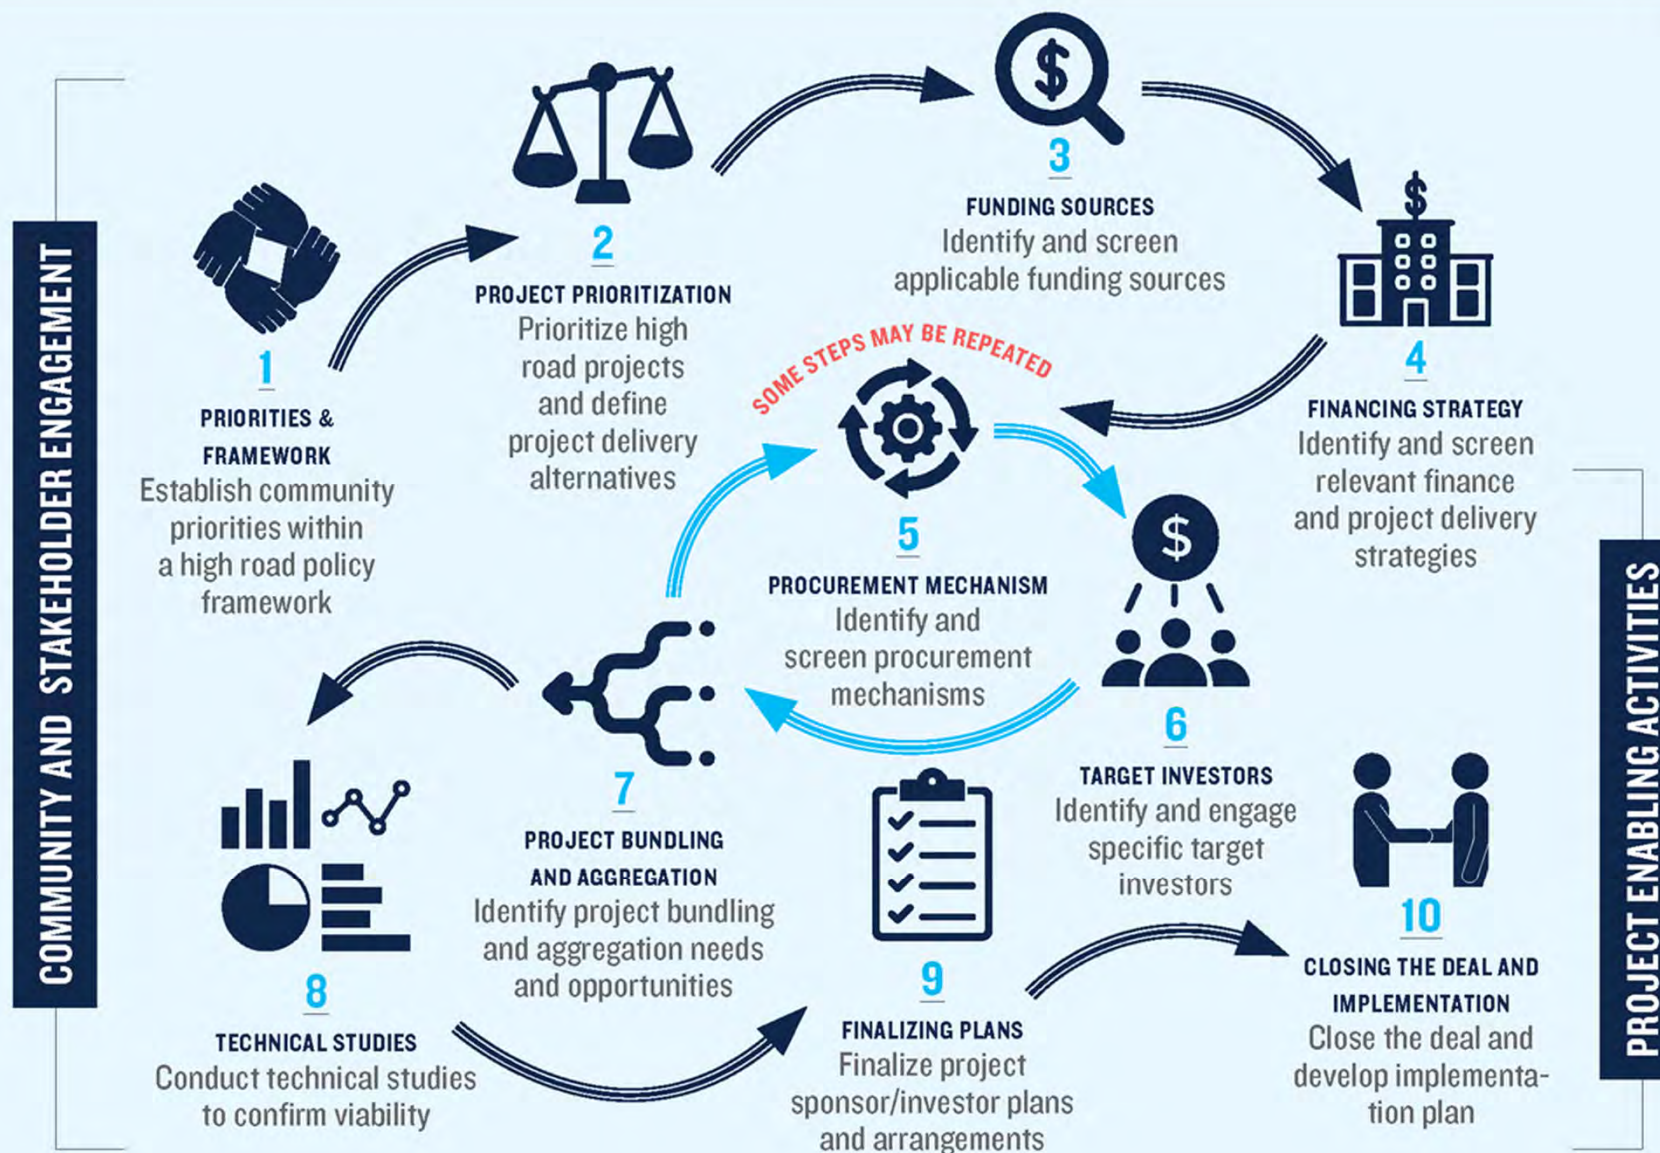 COMMUNITY AND STAKEHOLDER ENGAGEMENT
1
PRIORITIES &
FRAMEWORK
Establish community
priorities within
a high road policy
framework
2
PROJECT PRIORITIZATION
Prioritize high
road projects
and define
project delivery
alternatives
$
3
FUNDING SOURCES
Identify and screen
applicable funding sources
$
4
FINANCING STRATEGY
Identify and screen
relevant finance
and project delivery
strategies
SOME STEPS MAY BE REPEATED
5
PROCUREMENT MECHANISM
Identify and
screen procurement
mechanisms
$
6
TARGET INVESTORS
Identify and engage
specific target
investors
7
PROJECT BUNDLING
AND AGGREGATION
Identify project bundling
and aggregation needs
and opportunities
8
TECHNICAL STUDIES
Conduct technical studies
to confirm viability
9
FINALIZING PLANS
Finalize project
sponsor/investor plans
and arrangements
10
CLOSING THE DEAL AND
IMPLEMENTATION
Close the deal and
develop implementa-
tion plan
PROJECT ENABLING ACTIVITIES